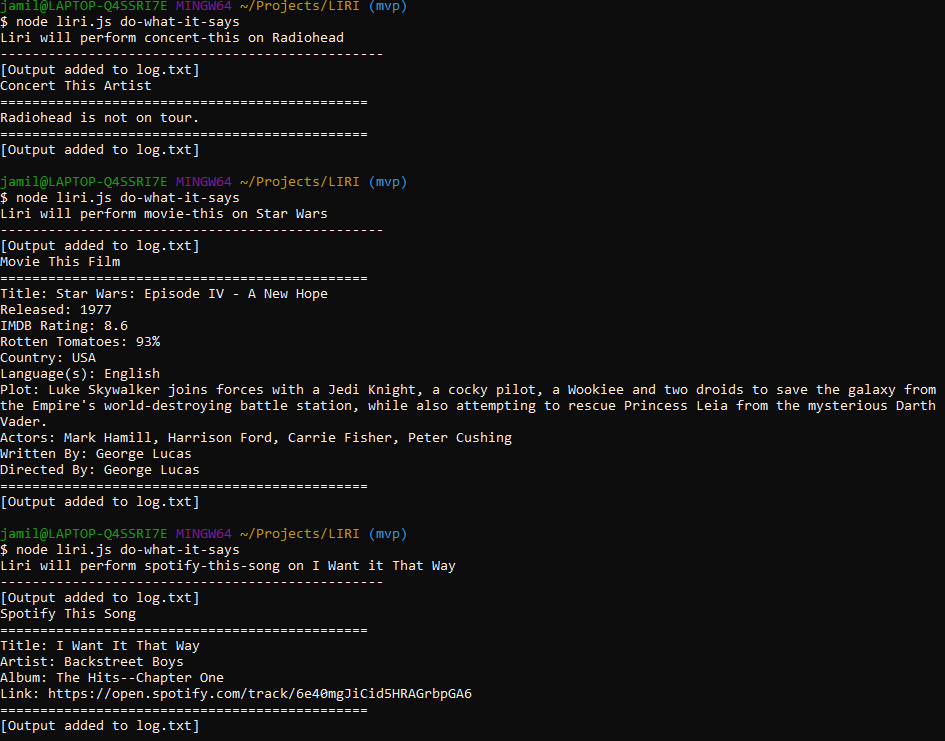 jamil@LAPTOP-Q4SSRI7E MINGW64 ~/Projects/LIRI (mvp)
$ node liri.js do-what-it-says
Liri will perform concert-this on Radiohead
------------------------------------------------
[Output added to log.txt]
Concert This Artist
==============================================
Radiohead is not on tour.
==============================================
[Output added to log.txt]

jamil@LAPTOP-Q4SSRI7E MINGW64 ~/Projects/LIRI (mvp)
$ node liri.js do-what-it-says
Liri will perform movie-this on Star Wars
------------------------------------------------
[Output added to log.txt]
Movie This Film
==============================================
Title: Star Wars: Episode IV - A New Hope
Released: 1977
IMDB Rating: 8.6
Rotten Tomatoes: 93%
Country: USA
Language(s): English
Plot: Luke Skywalker joins forces with a Jedi Knight, a cocky pilot, a Wookiee and two droids to save the galaxy from
the Empire's world-destroying battle station, while also attempting to rescue Princess Leia from the mysterious Darth
Vader.
Actors: Mark Hamill, Harrison Ford, Carrie Fisher, Peter Cushing
Written By: George Lucas
Directed By: George Lucas
==============================================
[Output added to log.txt]

jamil@LAPTOP-Q4SSRI7E MINGW64 ~/Projects/LIRI (mvp)
$ node liri.js do-what-it-says
Liri will perform spotify-this-song on I Want it That Way
------------------------------------------------
[Output added to log.txt]
Spotify This Song
==============================================
Title: I Want It That Way
Artist: Backstreet Boys
Album: The Hits--Chapter One
Link: https://open.spotify.com/track/6e40mgJiCid5HRAGrbpGA6
==============================================
[Output added to log.txt]